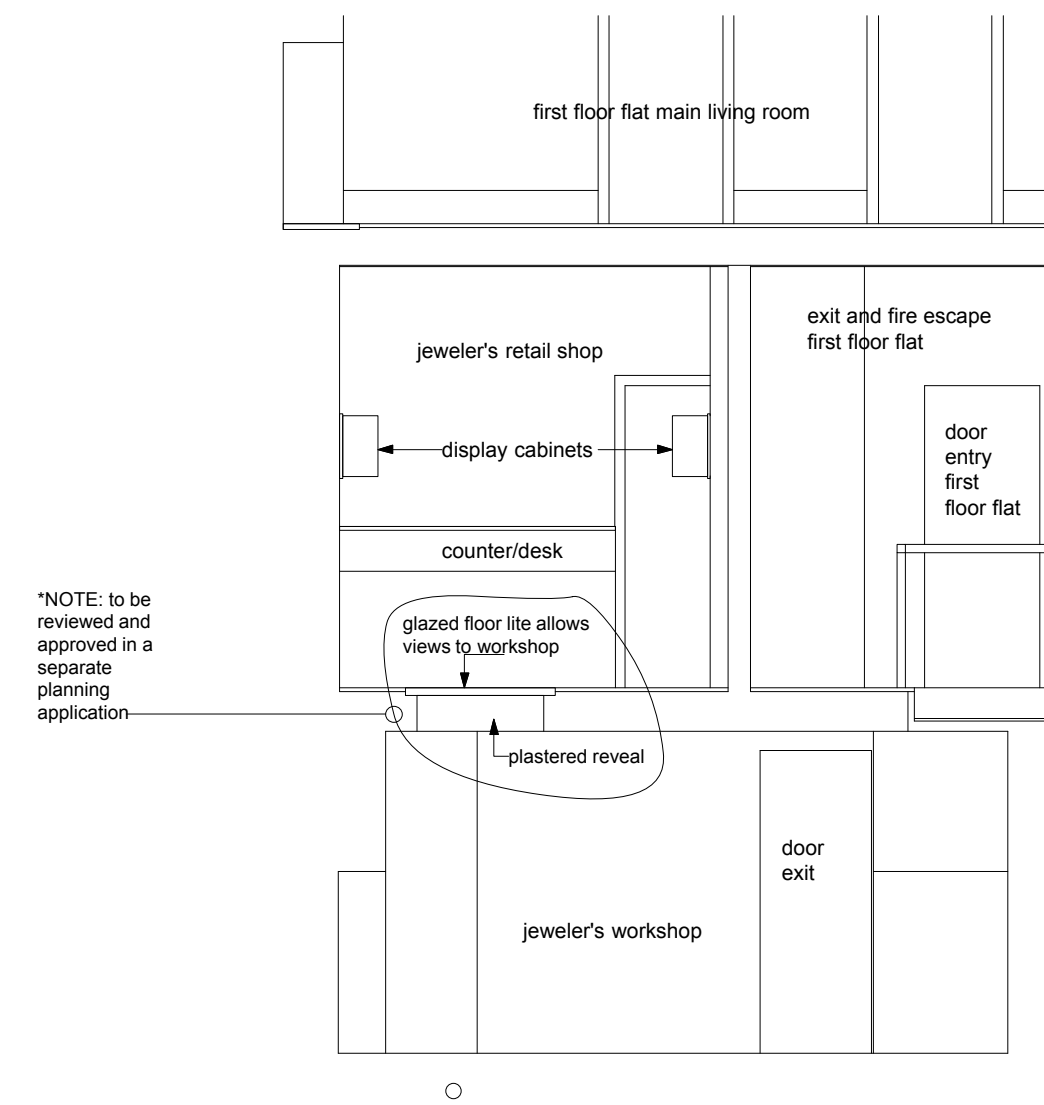 first floor flat main living room
jeweler's retail shop
exit and fire escape
first floor flat
display cabinets
door
entry
first
floor flat
counter/desk
*NOTE: to be
reviewed and
approved in a
separate
planning
application
glazed floor lite allows
views to workshop
plastered reveal
door
exit
jeweler's workshop